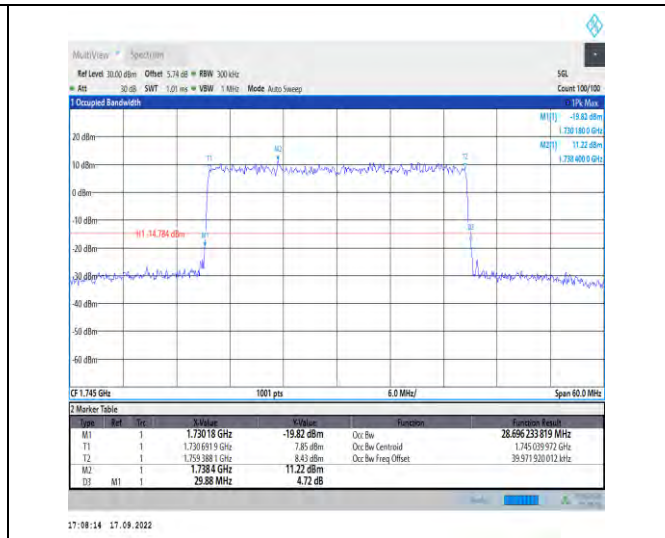 MultiView Spectrum
Ref Level 30.00 dBm Offset 5.74 dB RBW 300 kHz SGL
Att 30 dB SWT 1.01 ms VBW 1 MHz Mode Auto Sweep Count 100/100
1 Occupied Bandwidth 1Pk Max
M1[1] -19.82 dBm
1.730 180 0 GHz
M2[1] 11.22 dBm
1.738 400 0 GHz
20 dBm
10 dBm
0 dBm
-10 dBm
-20 dBm
-30 dBm
-40 dBm
-50 dBm
-60 dBm
T1
M2
H1 -14.784 dBm
M1
D3
CF 1.745 GHz 1001 pts 6.0 MHz/ Span 60.0 MHz
2 Marker Table
Type Ref Trc X-Value Y-Value Function Function Result
M1 1 1.73018 GHz -19.82 dBm Occ Bw 28.696 233 819 MHz
T1 1 1.730 691 9 GHz 7.85 dBm Occ Bw Centroid 1.745 039 972 GHz
T2 1 1.759 388 1 GHz 8.43 dBm Occ Bw Freq Offset 39.971 920 012 kHz
M2 1 1.7384 GHz 11.22 dBm
D3 M1 1 29.88 MHz 4.72 dB
17:08:14 17.09.2022